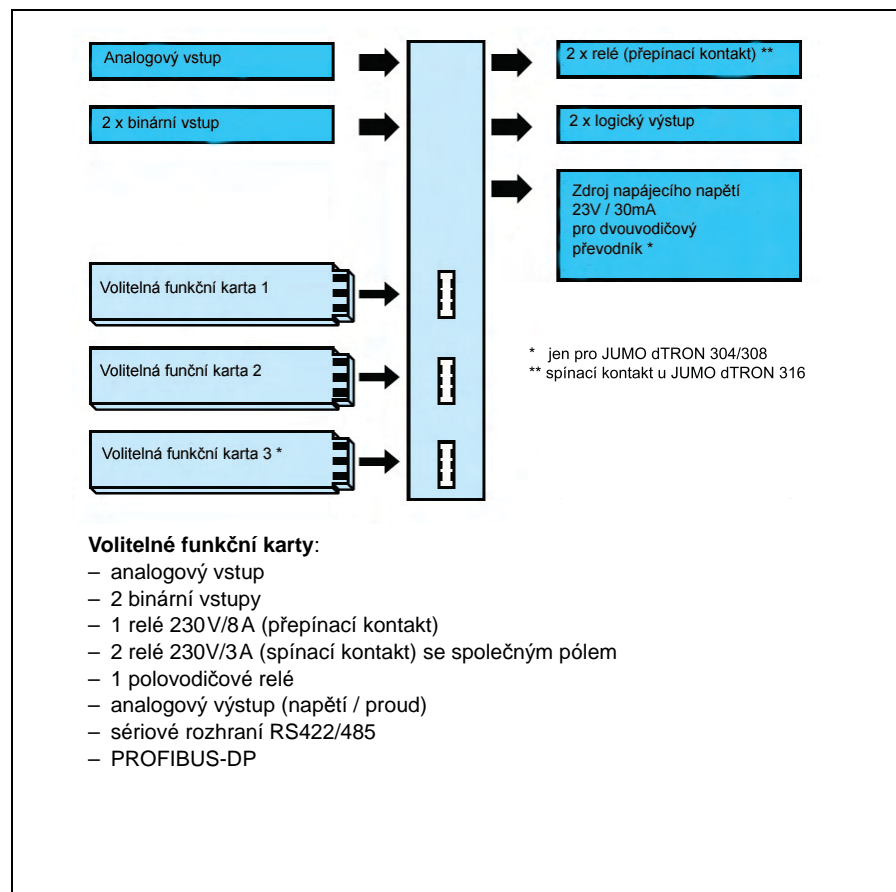 Analogový vstup
2 x binární vstup
2 x relé (přepínací kontakt) **
2 x logický výstup
Zdroj napájecího napětí
23V / 30mA
pro dvouvodičový
převodník *
Volitelná funkční karta 1
Volitelná funční karta 2
Volitelná funkční karta 3 *
* jen pro JUMO dTRON 304/308
** spínací kontakt u JUMO dTRON 316
Volitelné funkční karty:
– analogový vstup
– 2 binární vstupy
– 1 relé 230V/8A (přepínací kontakt)
– 2 relé 230V/3A (spínací kontakt) se společným pólem
– 1 polovodičové relé
– analogový výstup (napětí / proud)
– sériové rozhraní RS422/485
– PROFIBUS-DP